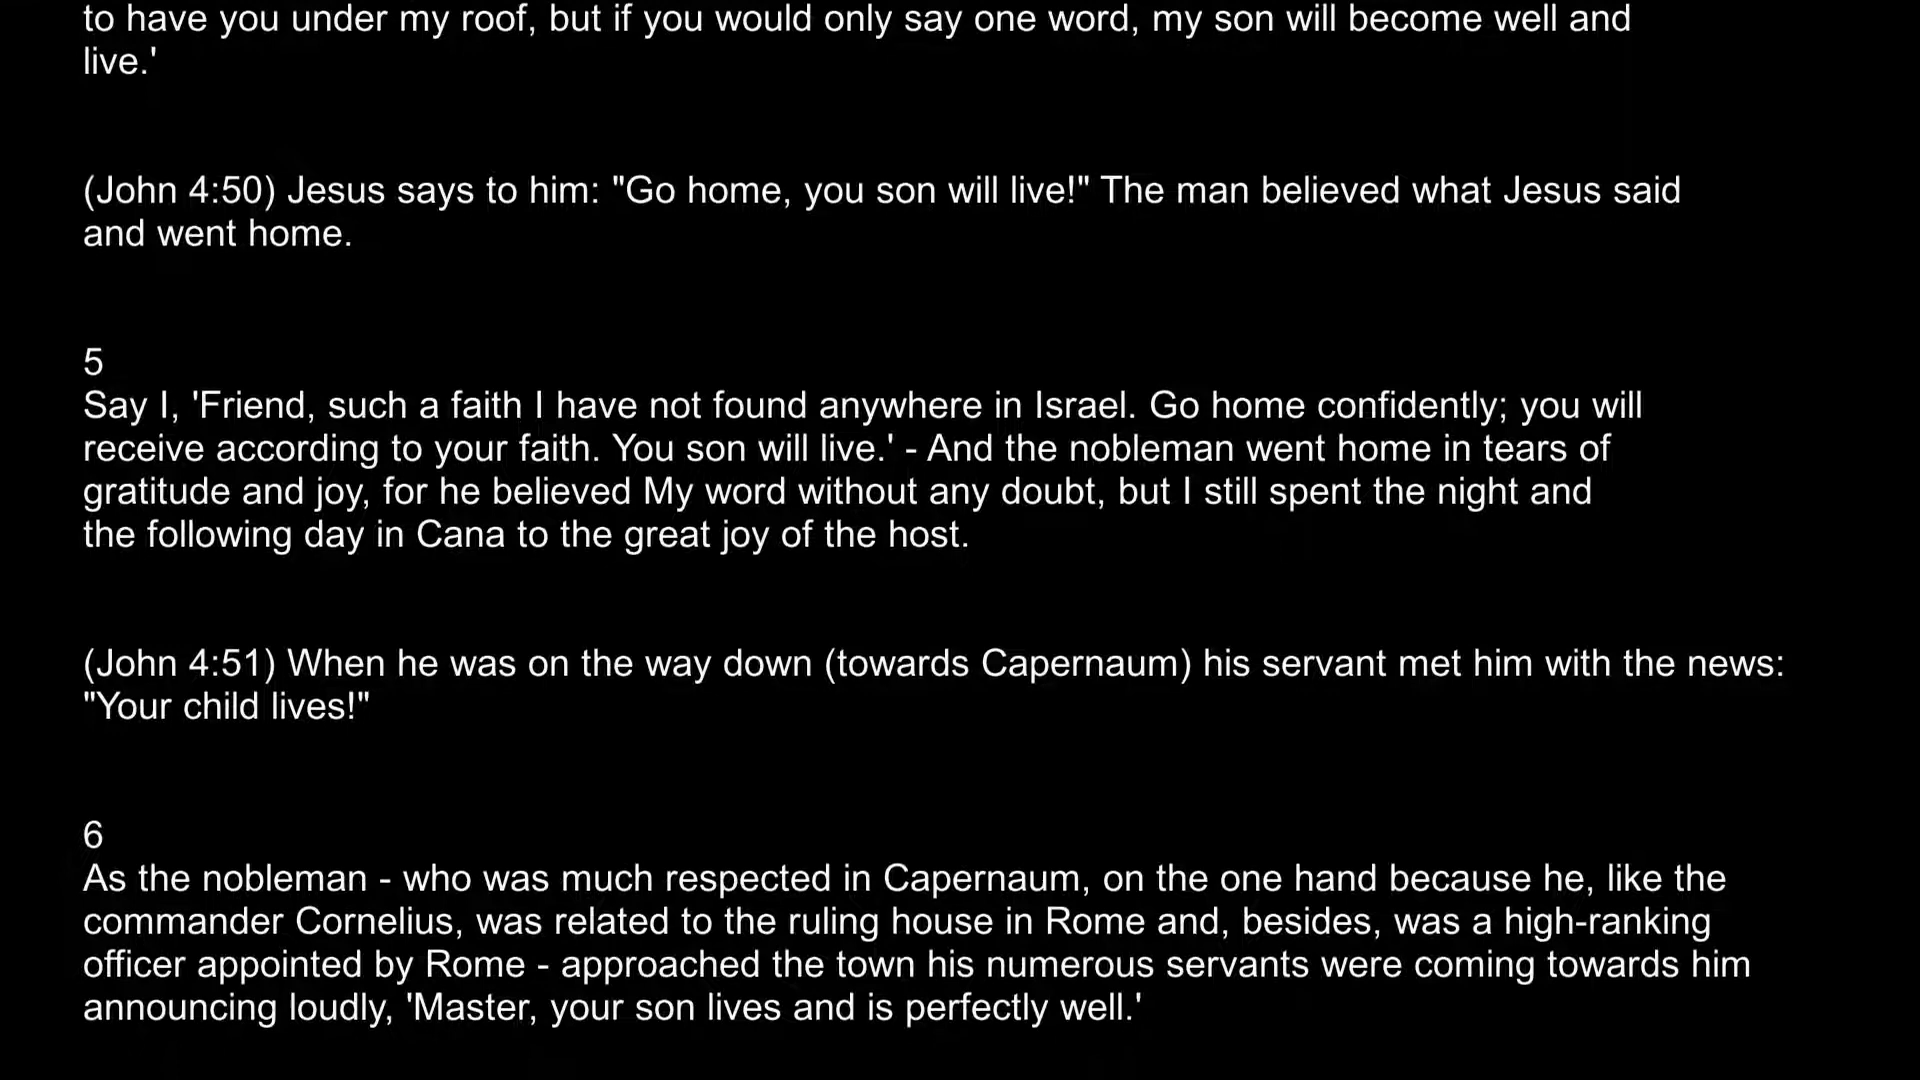 to have you under my roof, but if you would only say one word, my son will become well and
live.'
(John 4:50) Jesus says to him: "Go home, you son will live!" The man believed what Jesus said
and went home.
5
Say I, 'Friend, such a faith I have not found anywhere in Israel. Go home confidently; you will
receive according to your faith. You son will live.' - And the nobleman went home in tears of
gratitude and joy, for he believed My word without any doubt, but I still spent the night and
the following day in Cana to the great joy of the host.
(John 4:51) When he was on the way down (towards Capernaum) his servant met him with the news:
"Your child lives!"
6
As the nobleman - who was much respected in Capernaum, on the one hand because he, like the
commander Cornelius, was related to the ruling house in Rome and, besides, was a high-ranking
officer appointed by Rome - approached the town his numerous servants were coming towards him
announcing loudly, 'Master, your son lives and is perfectly well.'